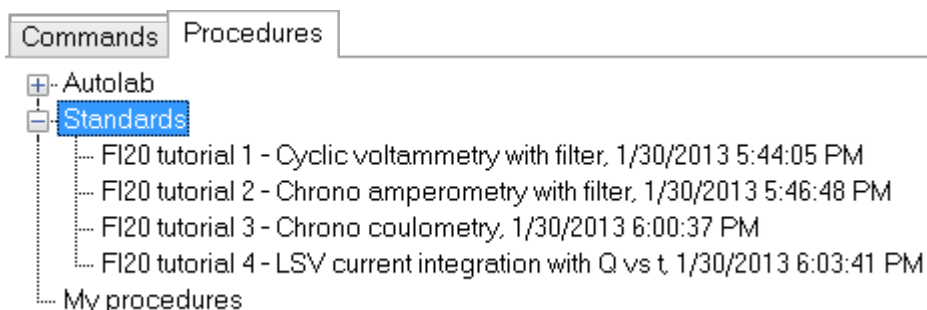 Commands Procedures
Autolab
Standards
FI20 tutorial 1 - Cyclic voltammetry with filter, 1/30/2013 5:44:05 PM
FI20 tutorial 2 - Chrono amperometry with filter, 1/30/2013 5:46:48 PM
FI20 tutorial 3 - Chrono coulometry, 1/30/2013 6:00:37 PM
FI20 tutorial 4 - LSV current integration with Q vs t, 1/30/2013 6:03:41 PM
My procedures